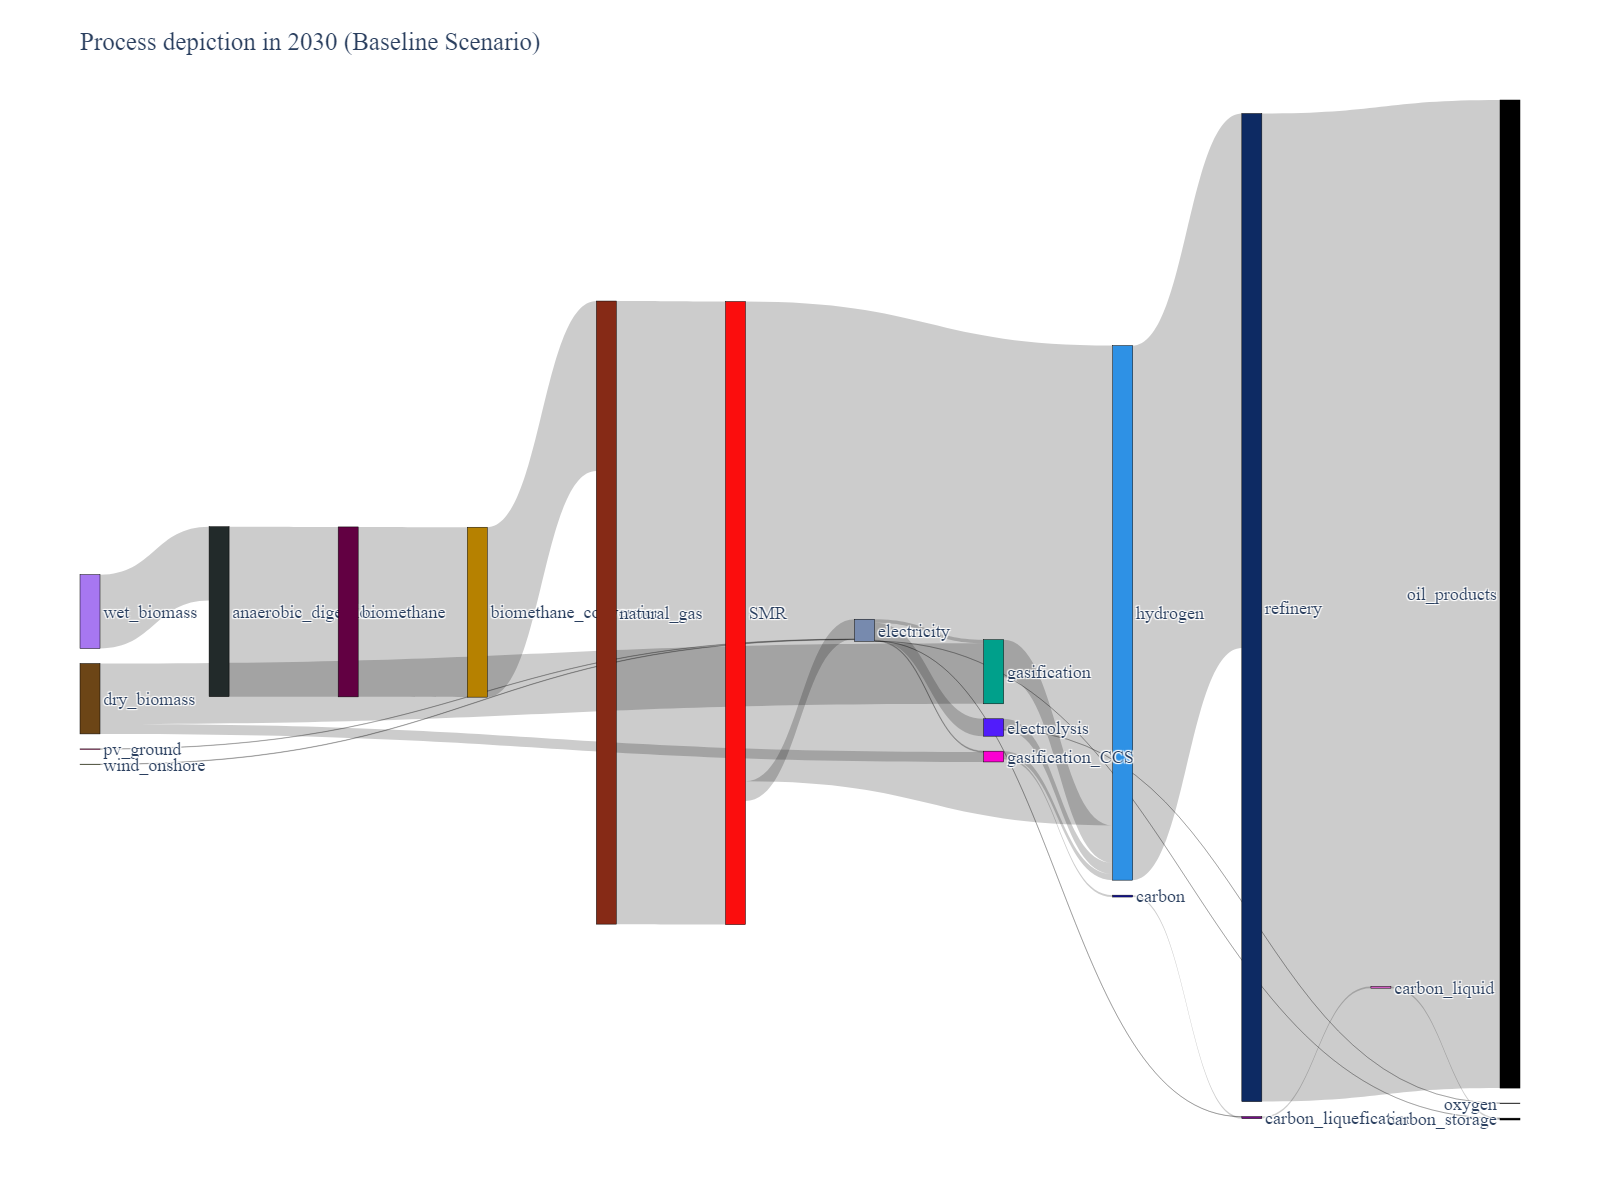 Process depiction in 2030 (Baseline Scenario)
wet_biomass
dry_biomass
pv_ground
wind_onshore
anaerobic_dige
biomethane
biomethane_co
natural_gas
SMR
electricity
gasification
electrolysis
gasification_CCS
hydrogen
carbon
refinery
carbon_liqueficati
carbon_liquid
oil_products
oxygen
carbon_storage